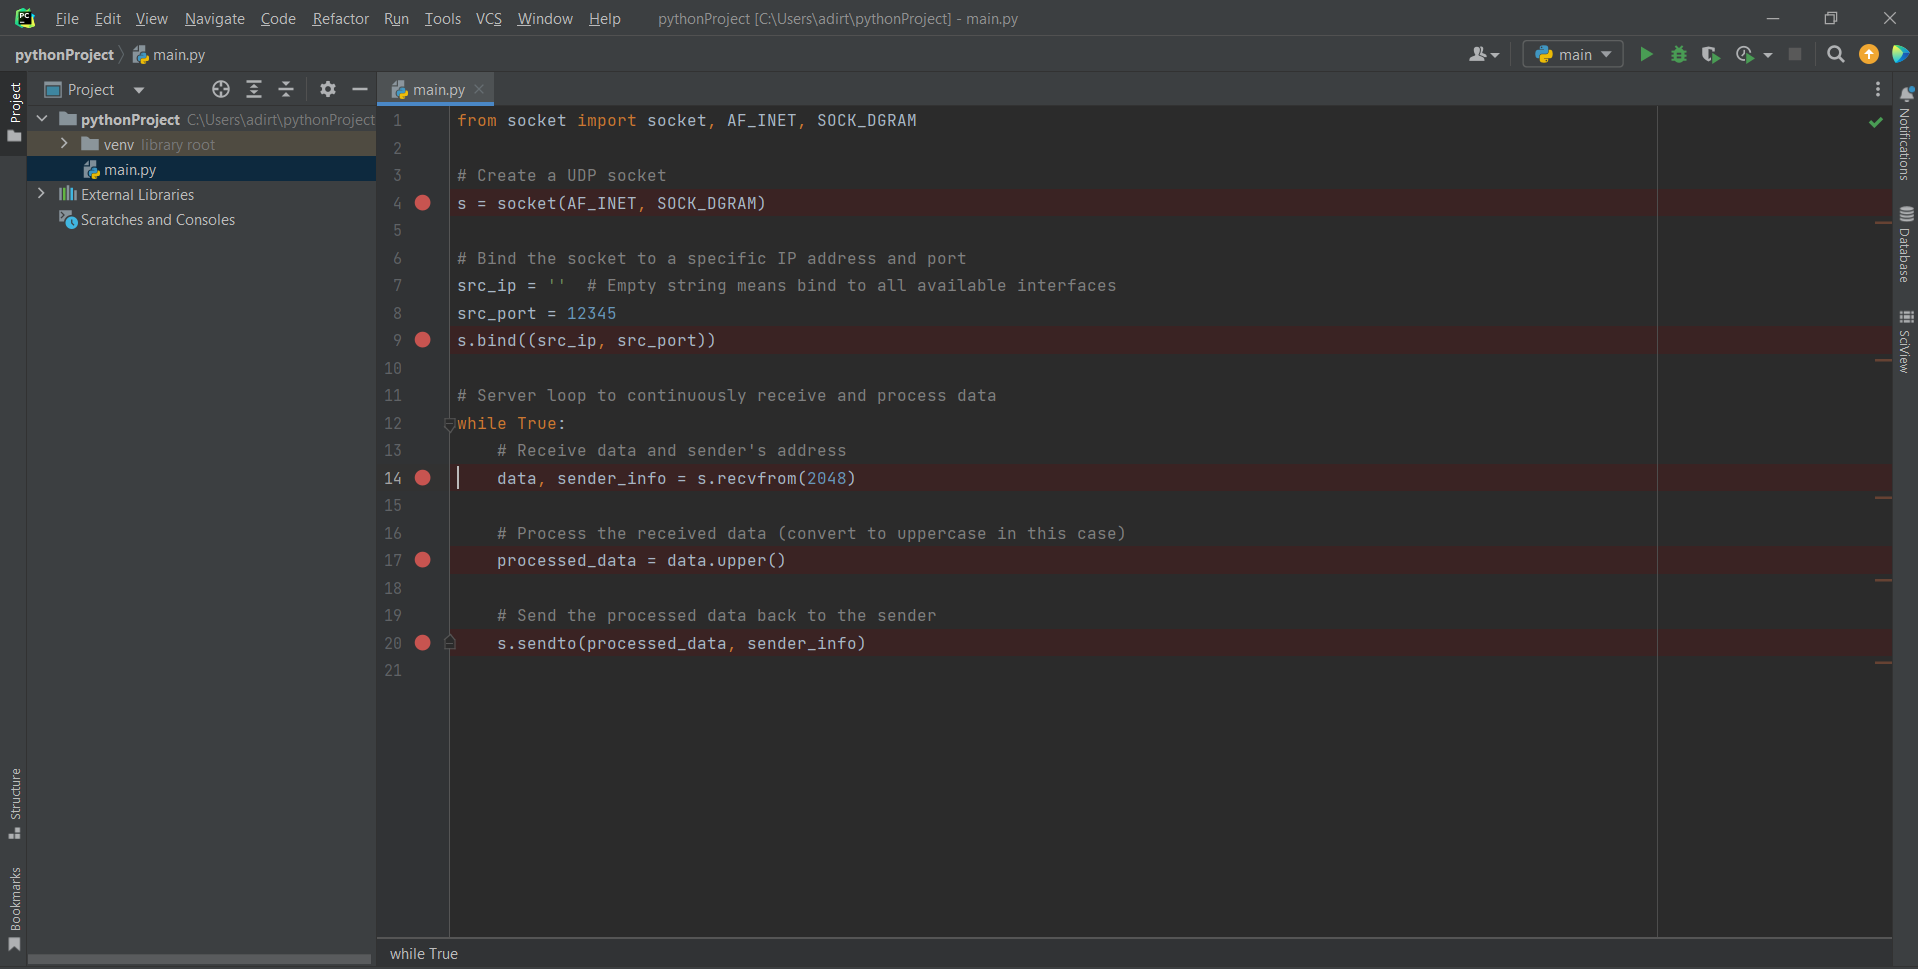 File Edit View Navigate Code Refactor Run Tools VCS Window Help pythonProject [C:\Users\adirt\pythonProject] - main.py
pythonProject main.py
main
Project
Project
main.py
pythonProject C:\Users\adirt\pythonProject
venv library root
main.py
External Libraries
Scratches and Consoles
1 from socket import socket, AF_INET, SOCK_DGRAM
2
3 # Create a UDP socket
4 s = socket(AF_INET, SOCK_DGRAM)
5
6 # Bind the socket to a specific IP address and port
7 src_ip = ''  # Empty string means bind to all available interfaces
8 src_port = 12345
9 s.bind((src_ip, src_port))
10
11 # Server loop to continuously receive and process data
12 while True:
13     # Receive data and sender's address
14     data, sender_info = s.recvfrom(2048)
15
16     # Process the received data (convert to uppercase in this case)
17     processed_data = data.upper()
18
19     # Send the processed data back to the sender
20     s.sendto(processed_data, sender_info)
21
while True
Structure
Bookmarks
Notifications
Database
SciView
PC